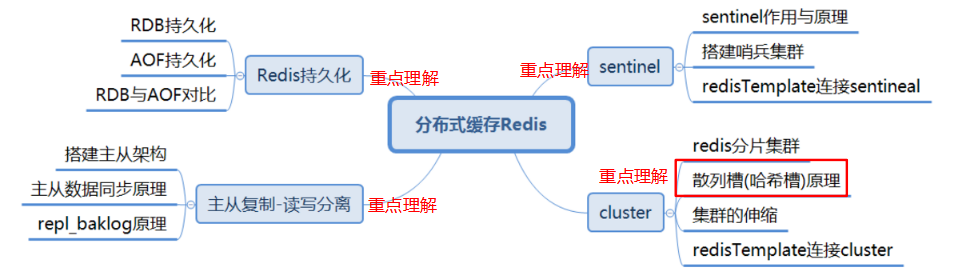 RDB持久化
AOF持久化
RDB与AOF对比
Redis持久化
重点理解
搭建主从架构
主从数据同步原理
repl_baklog原理
主从复制-读写分离
重点理解
分布式缓存Redis
重点理解
sentinel
sentinel作用与原理
搭建哨兵集群
redisTemplate连接sentineal
重点理解
cluster
redis分片集群
散列槽(哈希槽)原理
集群的伸缩
redisTemplate连接cluster